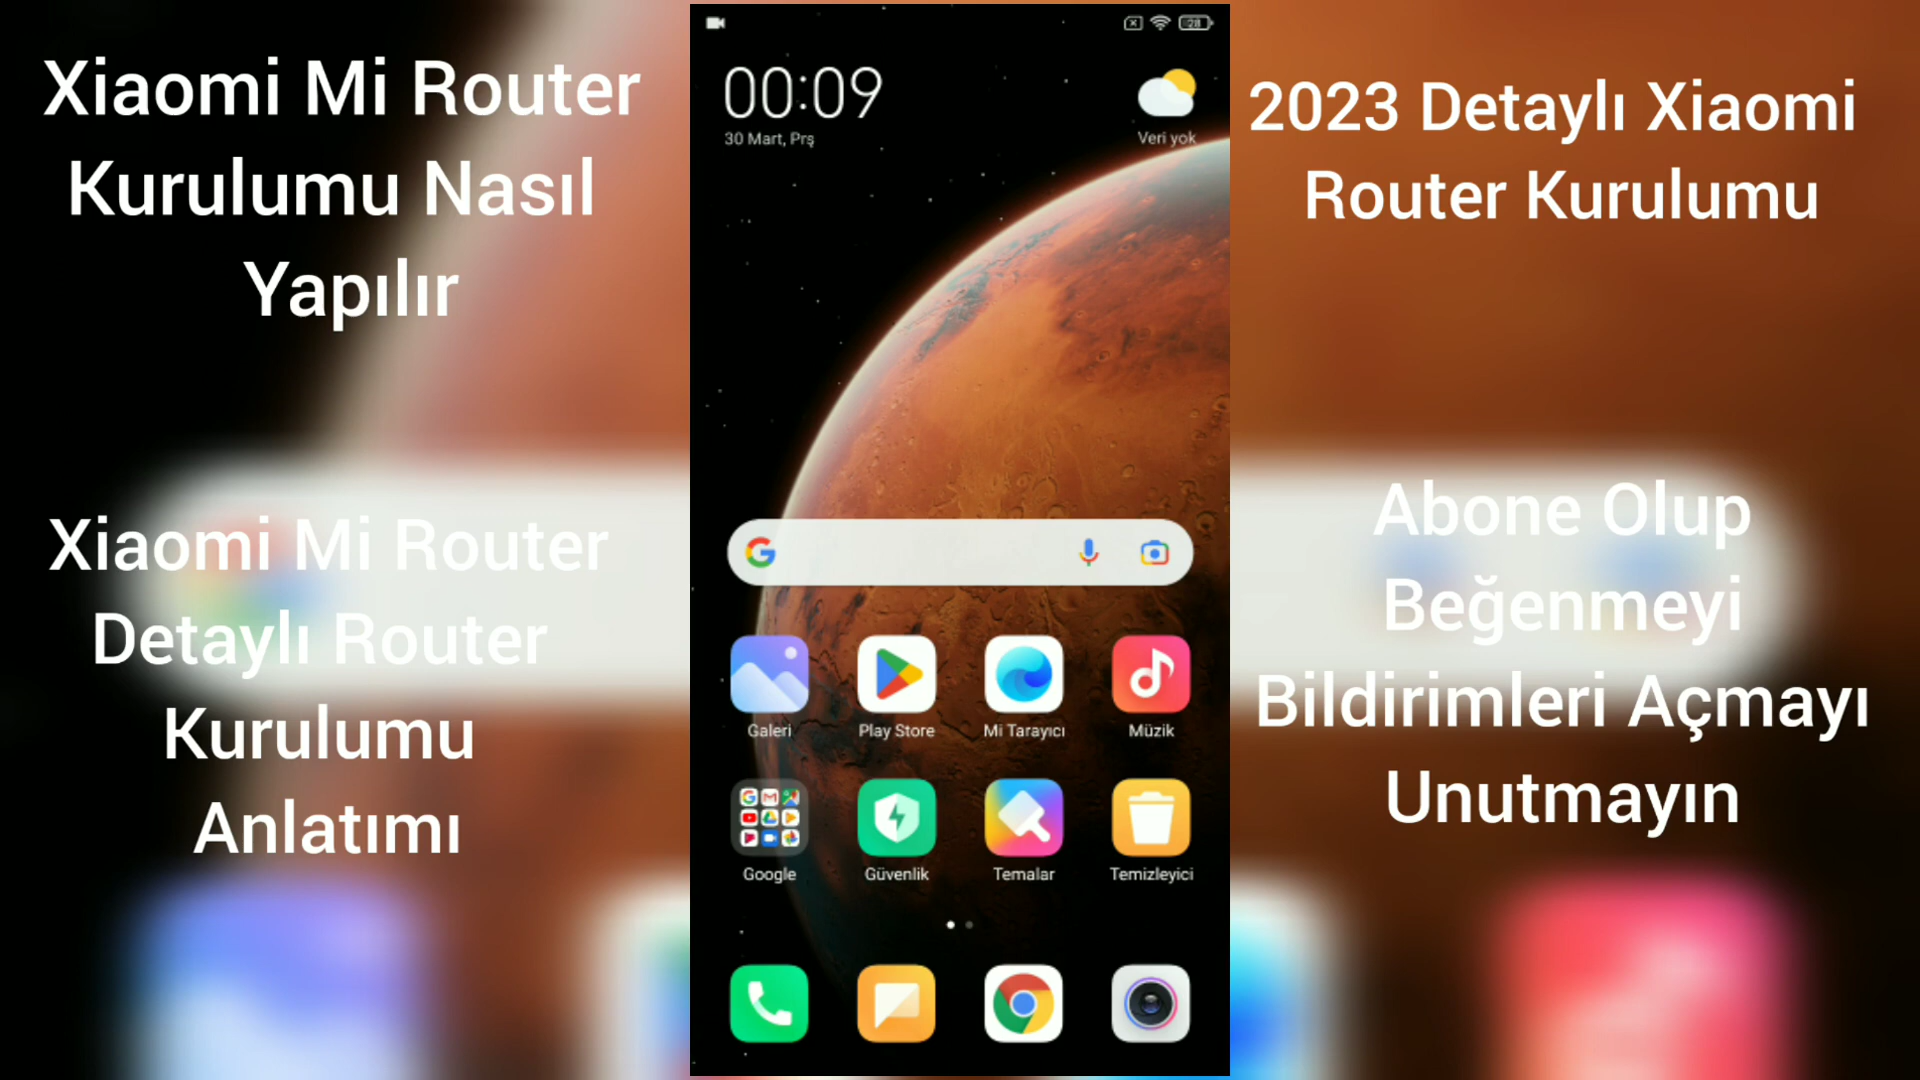 Xiaomi Mi Router
Kurulumu Nasıl
Yapılır
Xiaomi Mi Router
Detaylı Router
Kurulumu
Anlatımı
28
00:09
30 Mart, Prş
Veri yok
Galeri
Play Store
Mi Tarayıcı
Müzik
Google
Güvenlik
Temalar
Temizleyici
2023 Detaylı Xiaomi
Router Kurulumu
Abone Olup
Beğenmeyi
Bildirimleri Açmayı
Unutmayın